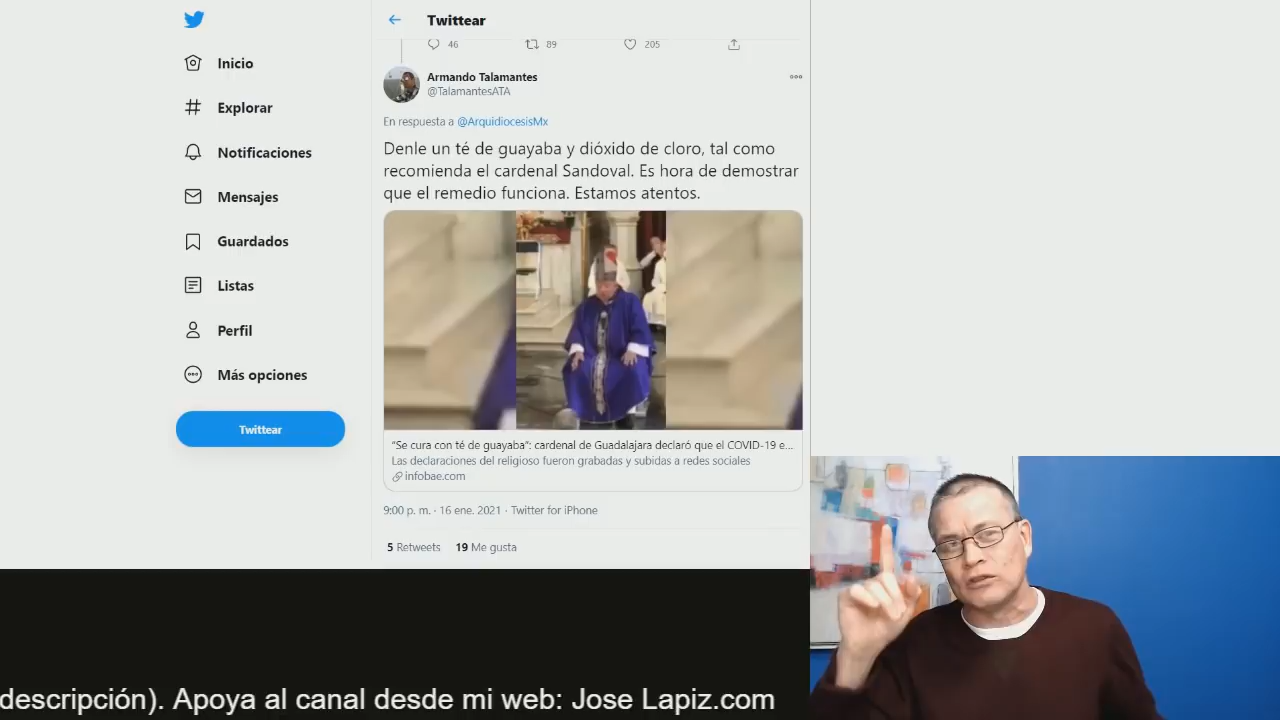 Twittear
46 89 205
Inicio
Explorar
Notificaciones
Mensajes
Guardados
Listas
Perfil
Más opciones
Twittear
Armando Talamantes
@TalamantesATA
En respuesta a @ArquidiocesisMx
Denle un té de guayaba y dióxido de cloro, tal como
recomienda el cardenal Sandoval. Es hora de demostrar
que el remedio funciona. Estamos atentos.
"Se cura con té de guayaba": cardenal de Guadalajara declaró que el COVID-19 e...
Las declaraciones del religioso fueron grabadas y subidas a redes sociales
infobae.com
9:00 p. m. · 16 ene. 2021 · Twitter for iPhone
5 Retweets 19 Me gusta
descripción). Apoya al canal desde mi web: Jose Lapiz.com